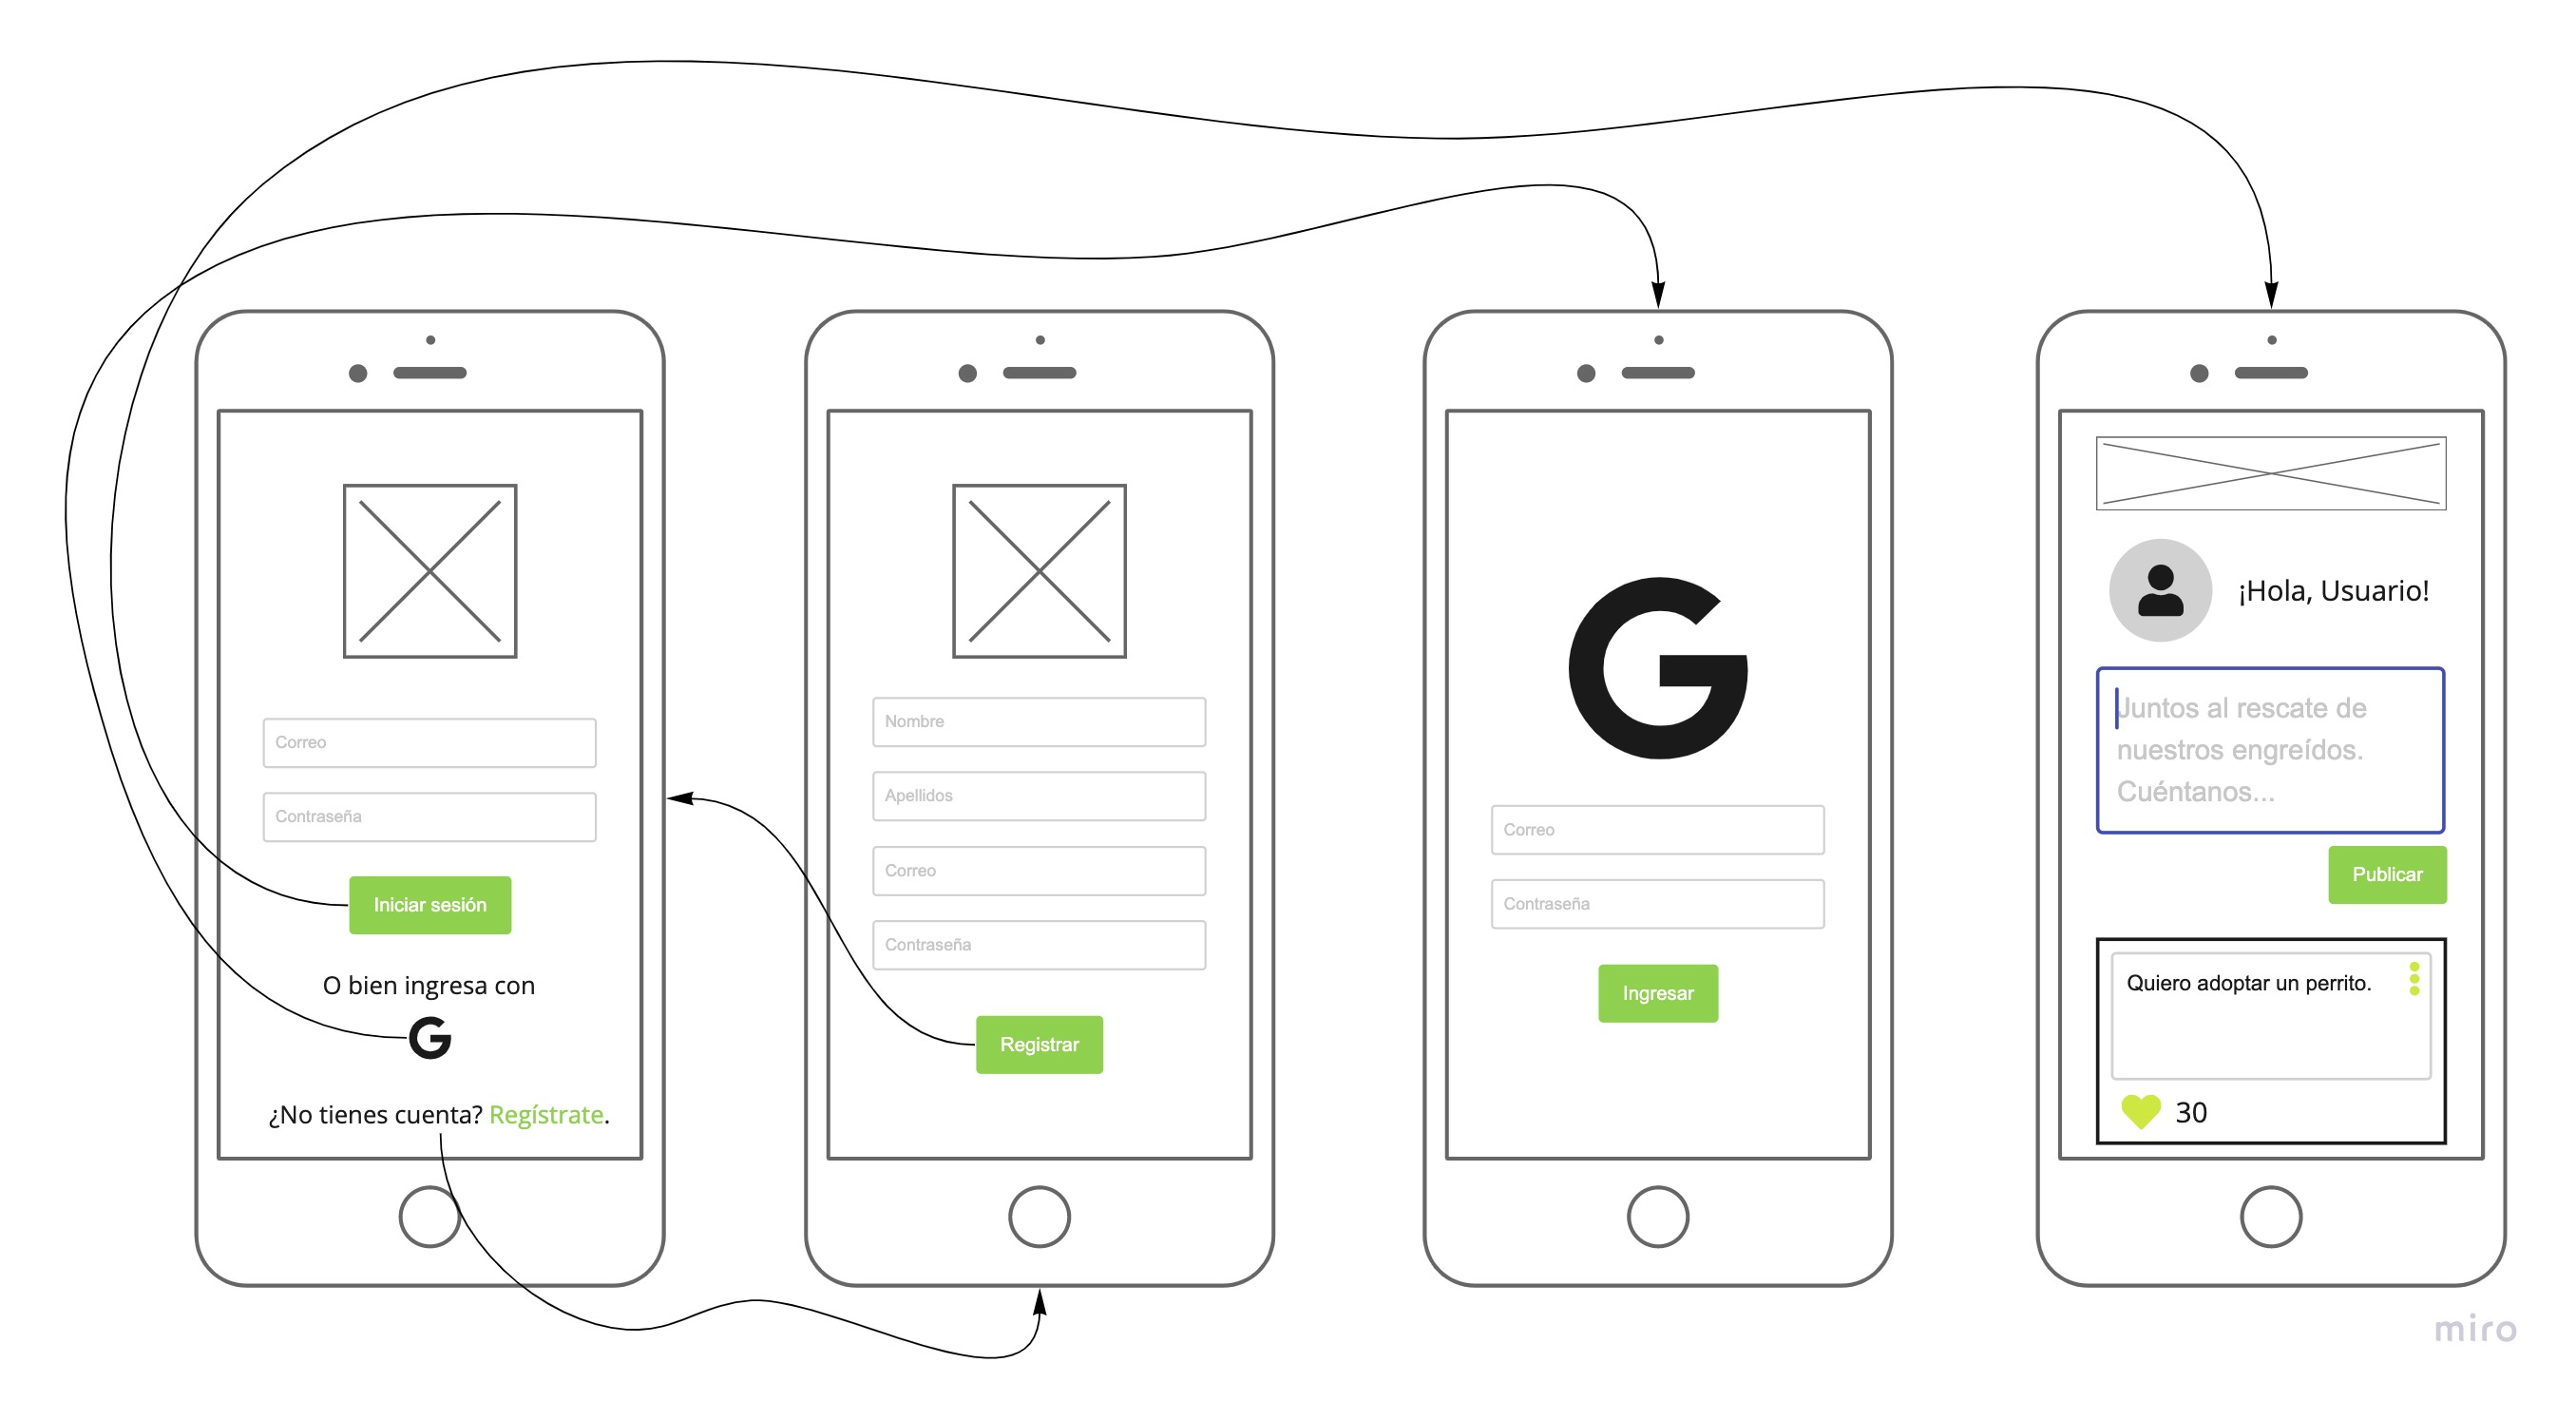 Correo
Contraseña
Iniciar sesión
O bien ingresa con
G
¿No tienes cuenta? Regístrate.
Nombre
Apellidos
Correo
Contraseña
Registrar
G
Correo
Contraseña
Ingresar
¡Hola, Usuario!
Juntos al rescate de
nuestros engreídos.
Cuéntanos...
Publicar
Quiero adoptar un perrito.
30
miro